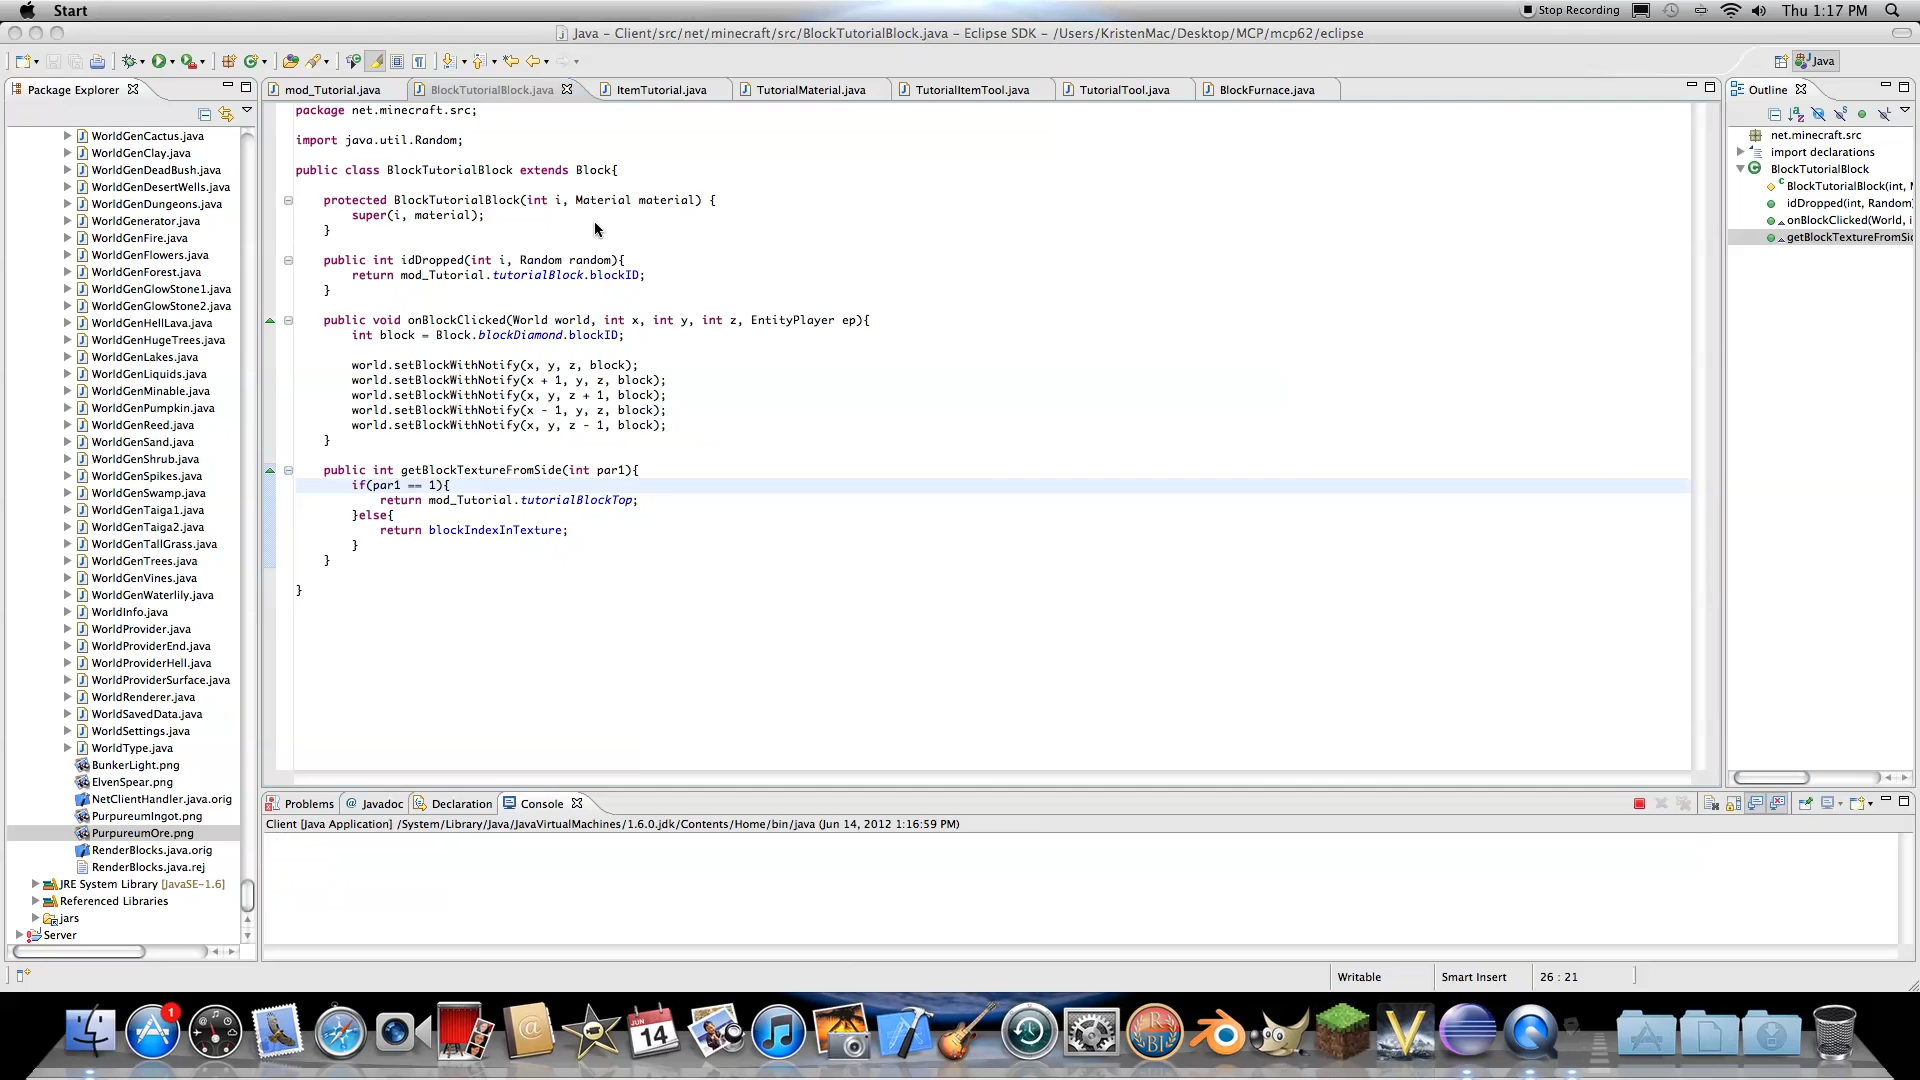 Start
Stop Recording
Thu 1:17 PM
Java – Client/src/net/minecraft/src/BlockTutorialBlock.java – Eclipse SDK – /Users/KristenMac/Desktop/MCP/mcp62/eclipse
Java
Package Explorer
mod_Tutorial.java
BlockTutorialBlock.java
ItemTutorial.java
TutorialMaterial.java
TutorialItemTool.java
TutorialTool.java
BlockFurnace.java
Outline
WorldGenCactus.java
WorldGenClay.java
WorldGenDeadBush.java
WorldGenDesertWells.java
WorldGenDungeons.java
WorldGenerator.java
WorldGenFire.java
WorldGenFlowers.java
WorldGenForest.java
WorldGenGlowStone1.java
WorldGenGlowStone2.java
WorldGenHellLava.java
WorldGenHugeTrees.java
WorldGenLakes.java
WorldGenLiquids.java
WorldGenMinable.java
WorldGenPumpkin.java
WorldGenReed.java
WorldGenSand.java
WorldGenShrub.java
WorldGenSpikes.java
WorldGenSwamp.java
WorldGenTaiga1.java
WorldGenTaiga2.java
WorldGenTallGrass.java
WorldGenTrees.java
WorldGenVines.java
WorldGenWaterlily.java
WorldInfo.java
WorldProvider.java
WorldProviderEnd.java
WorldProviderHell.java
WorldProviderSurface.java
WorldRenderer.java
WorldSavedData.java
WorldSettings.java
WorldType.java
BunkerLight.png
ElvenSpear.png
NetClientHandler.java.orig
PurpureumIngot.png
PurpureumOre.png
RenderBlocks.java.orig
RenderBlocks.java.rej
JRE System Library [JavaSE-1.6]
Referenced Libraries
jars
Server
package net.minecraft.src;
import java.util.Random;
public class BlockTutorialBlock extends Block{
protected BlockTutorialBlock(int i, Material material) {
super(i, material);
}
public int idDropped(int i, Random random){
return mod_Tutorial.tutorialBlock.blockID;
}
public void onBlockClicked(World world, int x, int y, int z, EntityPlayer ep){
int block = Block.blockDiamond.blockID;
world.setBlockWithNotify(x, y, z, block);
world.setBlockWithNotify(x + 1, y, z, block);
world.setBlockWithNotify(x, y, z + 1, block);
world.setBlockWithNotify(x - 1, y, z, block);
world.setBlockWithNotify(x, y, z - 1, block);
}
public int getBlockTextureFromSide(int par1){
if(par1 == 1){
return mod_Tutorial.tutorialBlockTop;
}else{
return blockIndexInTexture;
}
}
}
net.minecraft.src
import declarations
BlockTutorialBlock
BlockTutorialBlock(int, M
idDropped(int, Random)
onBlockClicked(World, i
getBlockTextureFromSid
Problems
Javadoc
Declaration
Console
Client [Java Application] /System/Library/Java/JavaVirtualMachines/1.6.0.jdk/Contents/Home/bin/java (Jun 14, 2012 1:16:59 PM)
Writable
Smart Insert
26 : 21
1
JUN
14